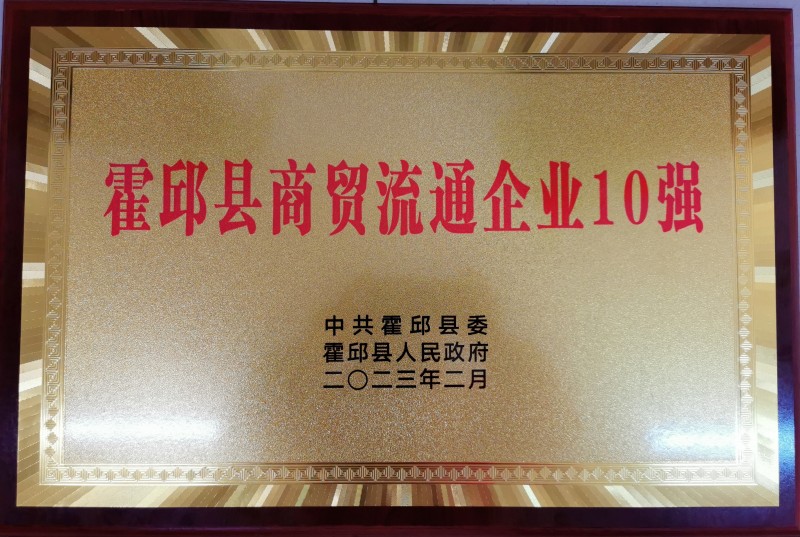 霍邱县商贸流通企业10强
中共霍邱县委
霍邱县人民政府
二〇二三年二月